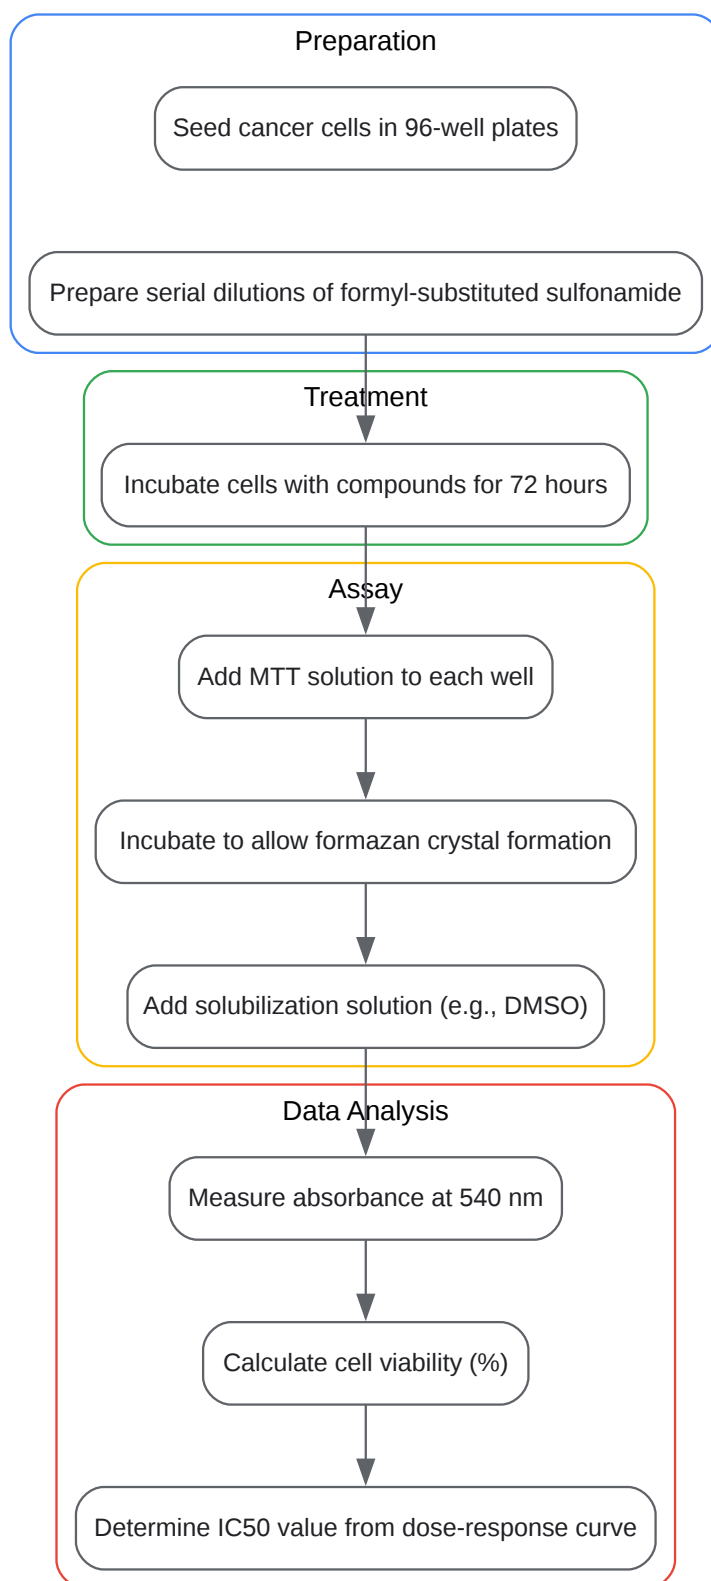 Preparation
Seed cancer cells in 96-well plates
Prepare serial dilutions of formyl-substituted sulfonamide
Treatment
Incubate cells with compounds for 72 hours
Assay
Add MTT solution to each well
Incubate to allow formazan crystal formation
Add solubilization solution (e.g., DMSO)
Data Analysis
Measure absorbance at 540 nm
Calculate cell viability (%)
Determine IC50 value from dose-response curve